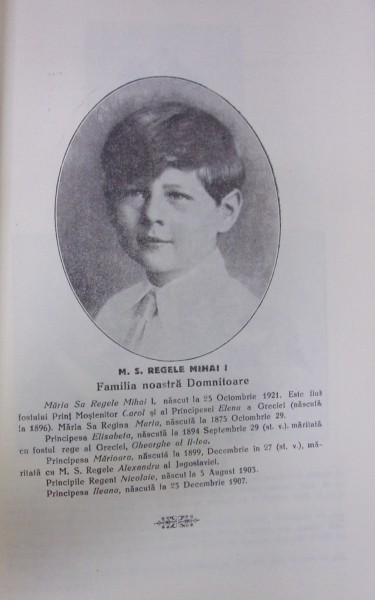 M. S. REGELE MIHAI I
Familia noastră Domnitoare
Măria Sa Regele Mihai I. născut la 25 Octombrie 1921. Este fiul
fostului Prinț Moștenitor Carol și al Principesei Elena a Greciei (născută
la 1896). Măria Sa Regina Maria, născută la 1875 Octombrie 29.
Principesa Elisabeta, născută la 1894 Septembrie 29 (st. v.), măritată
cu fostul rege al Greciei, Gheorghe al II-lea.
Principesa Mărioara, născută la 1899, Decembrie în 27 (st. v.), mă-
ritată cu M. S. Regele Alexandru al Jugoslaviei.
Principile Regent Nicolaie, născut la 5 August 1903.
Principesa Ileana, născută la 23 Decembrie 1907.